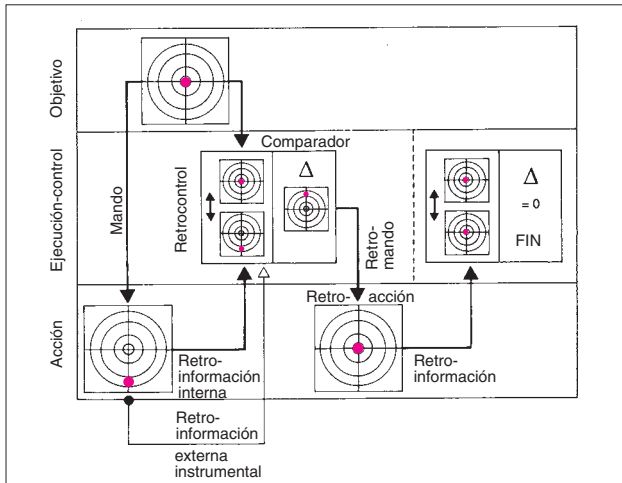 Objetivo
Ejecución-control
Acción
Mando
Comparador
Retrocontrol
Δ
Retro-
mando
Δ
= 0
FIN
Retro-
información
interna
Retro-
información
externa
instrumental
Retro- acción
Retro-
información